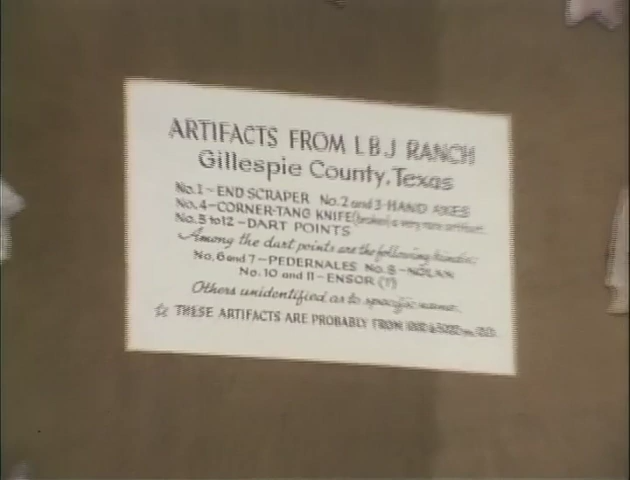 ARTIFACTS FROM LBJ RANCH
Gillespie County, Texas
No. 1 - END SCRAPER No. 2 and 3 - HAND AXES
No. 4 - CORNER-TANG KNIFE (broken) a very rare artifact.
No. 5 to 12 - DART POINTS
Among the dart points are the following kinds:
No. 6 and 7 - PEDERNALES No. 8 - NOLAN
No. 10 and 11 - ENSOR (?)
Others unidentified as to specific name.
☆ THESE ARTIFACTS ARE PROBABLY FROM